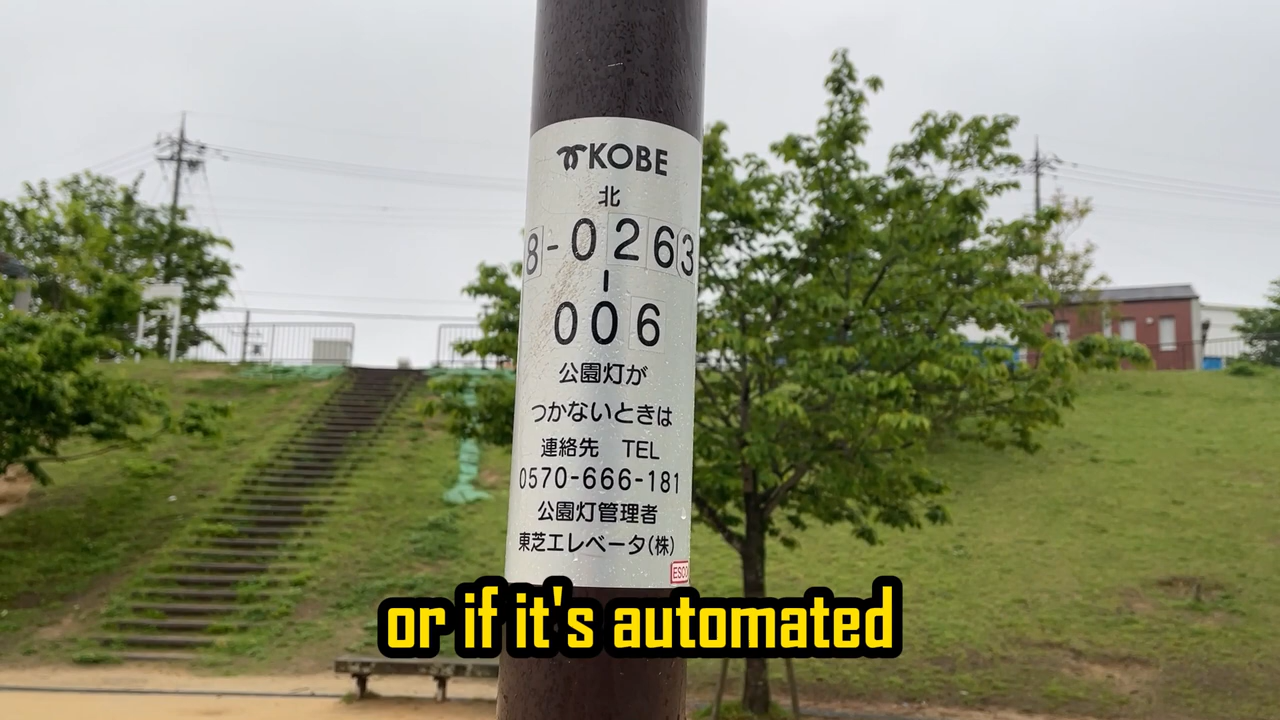 KOBE
北
8-0263
-
006
公園灯が
つかないときは
連絡先 TEL
0570-666-181
公園灯管理者
東芝エレベータ(株)
ESCO
or if it's automated